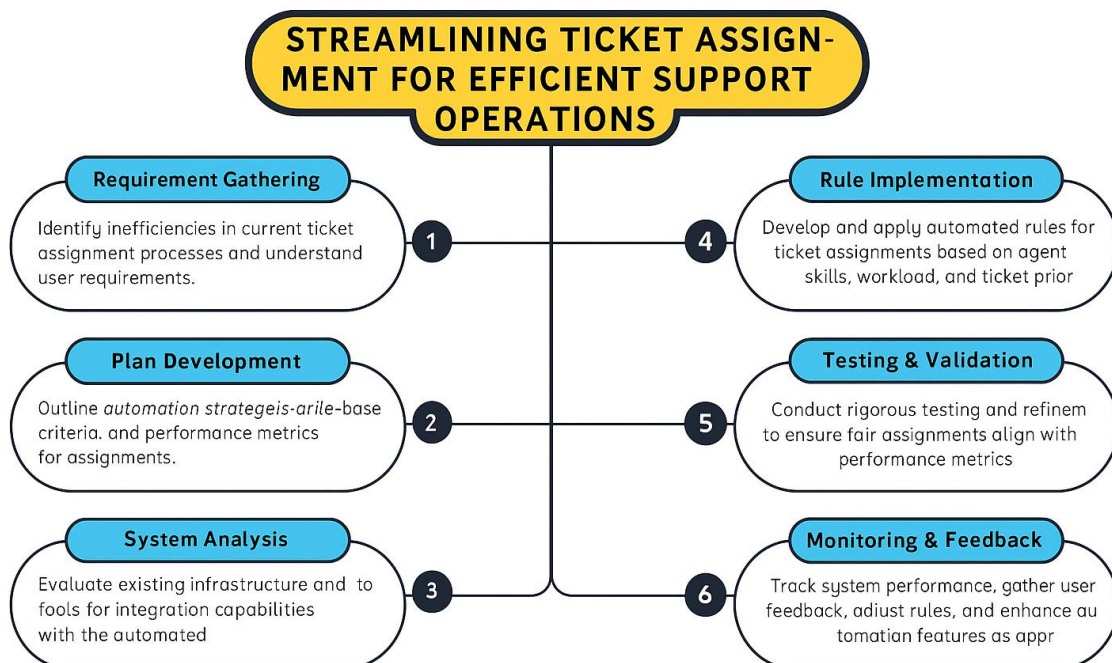 STREAMLINING TICKET ASSIGN-
MENT FOR EFFICIENT SUPPORT
OPERATIONS
Requirement Gathering
Identify inefficiencies in current ticket
assignment processes and understand
user requirements.
1
Plan Development
Outline automation strategeis-arile-base
criteria. and performance metrics
for assignments.
2
System Analysis
Evaluate existing infrastructure and to
fools for integration capabilities
with the automated
3
Rule Implementation
Develop and apply automated rules for
ticket assignments based on agent
skills, workload, and ticket prior
4
Testing & Validation
Conduct rigorous testing and refinem
to ensure fair assignments align with
performance metrics
5
Monitoring & Feedback
Track system performance, gather user
feedback, adiust rules, and enhance au
tomation features as appr
6